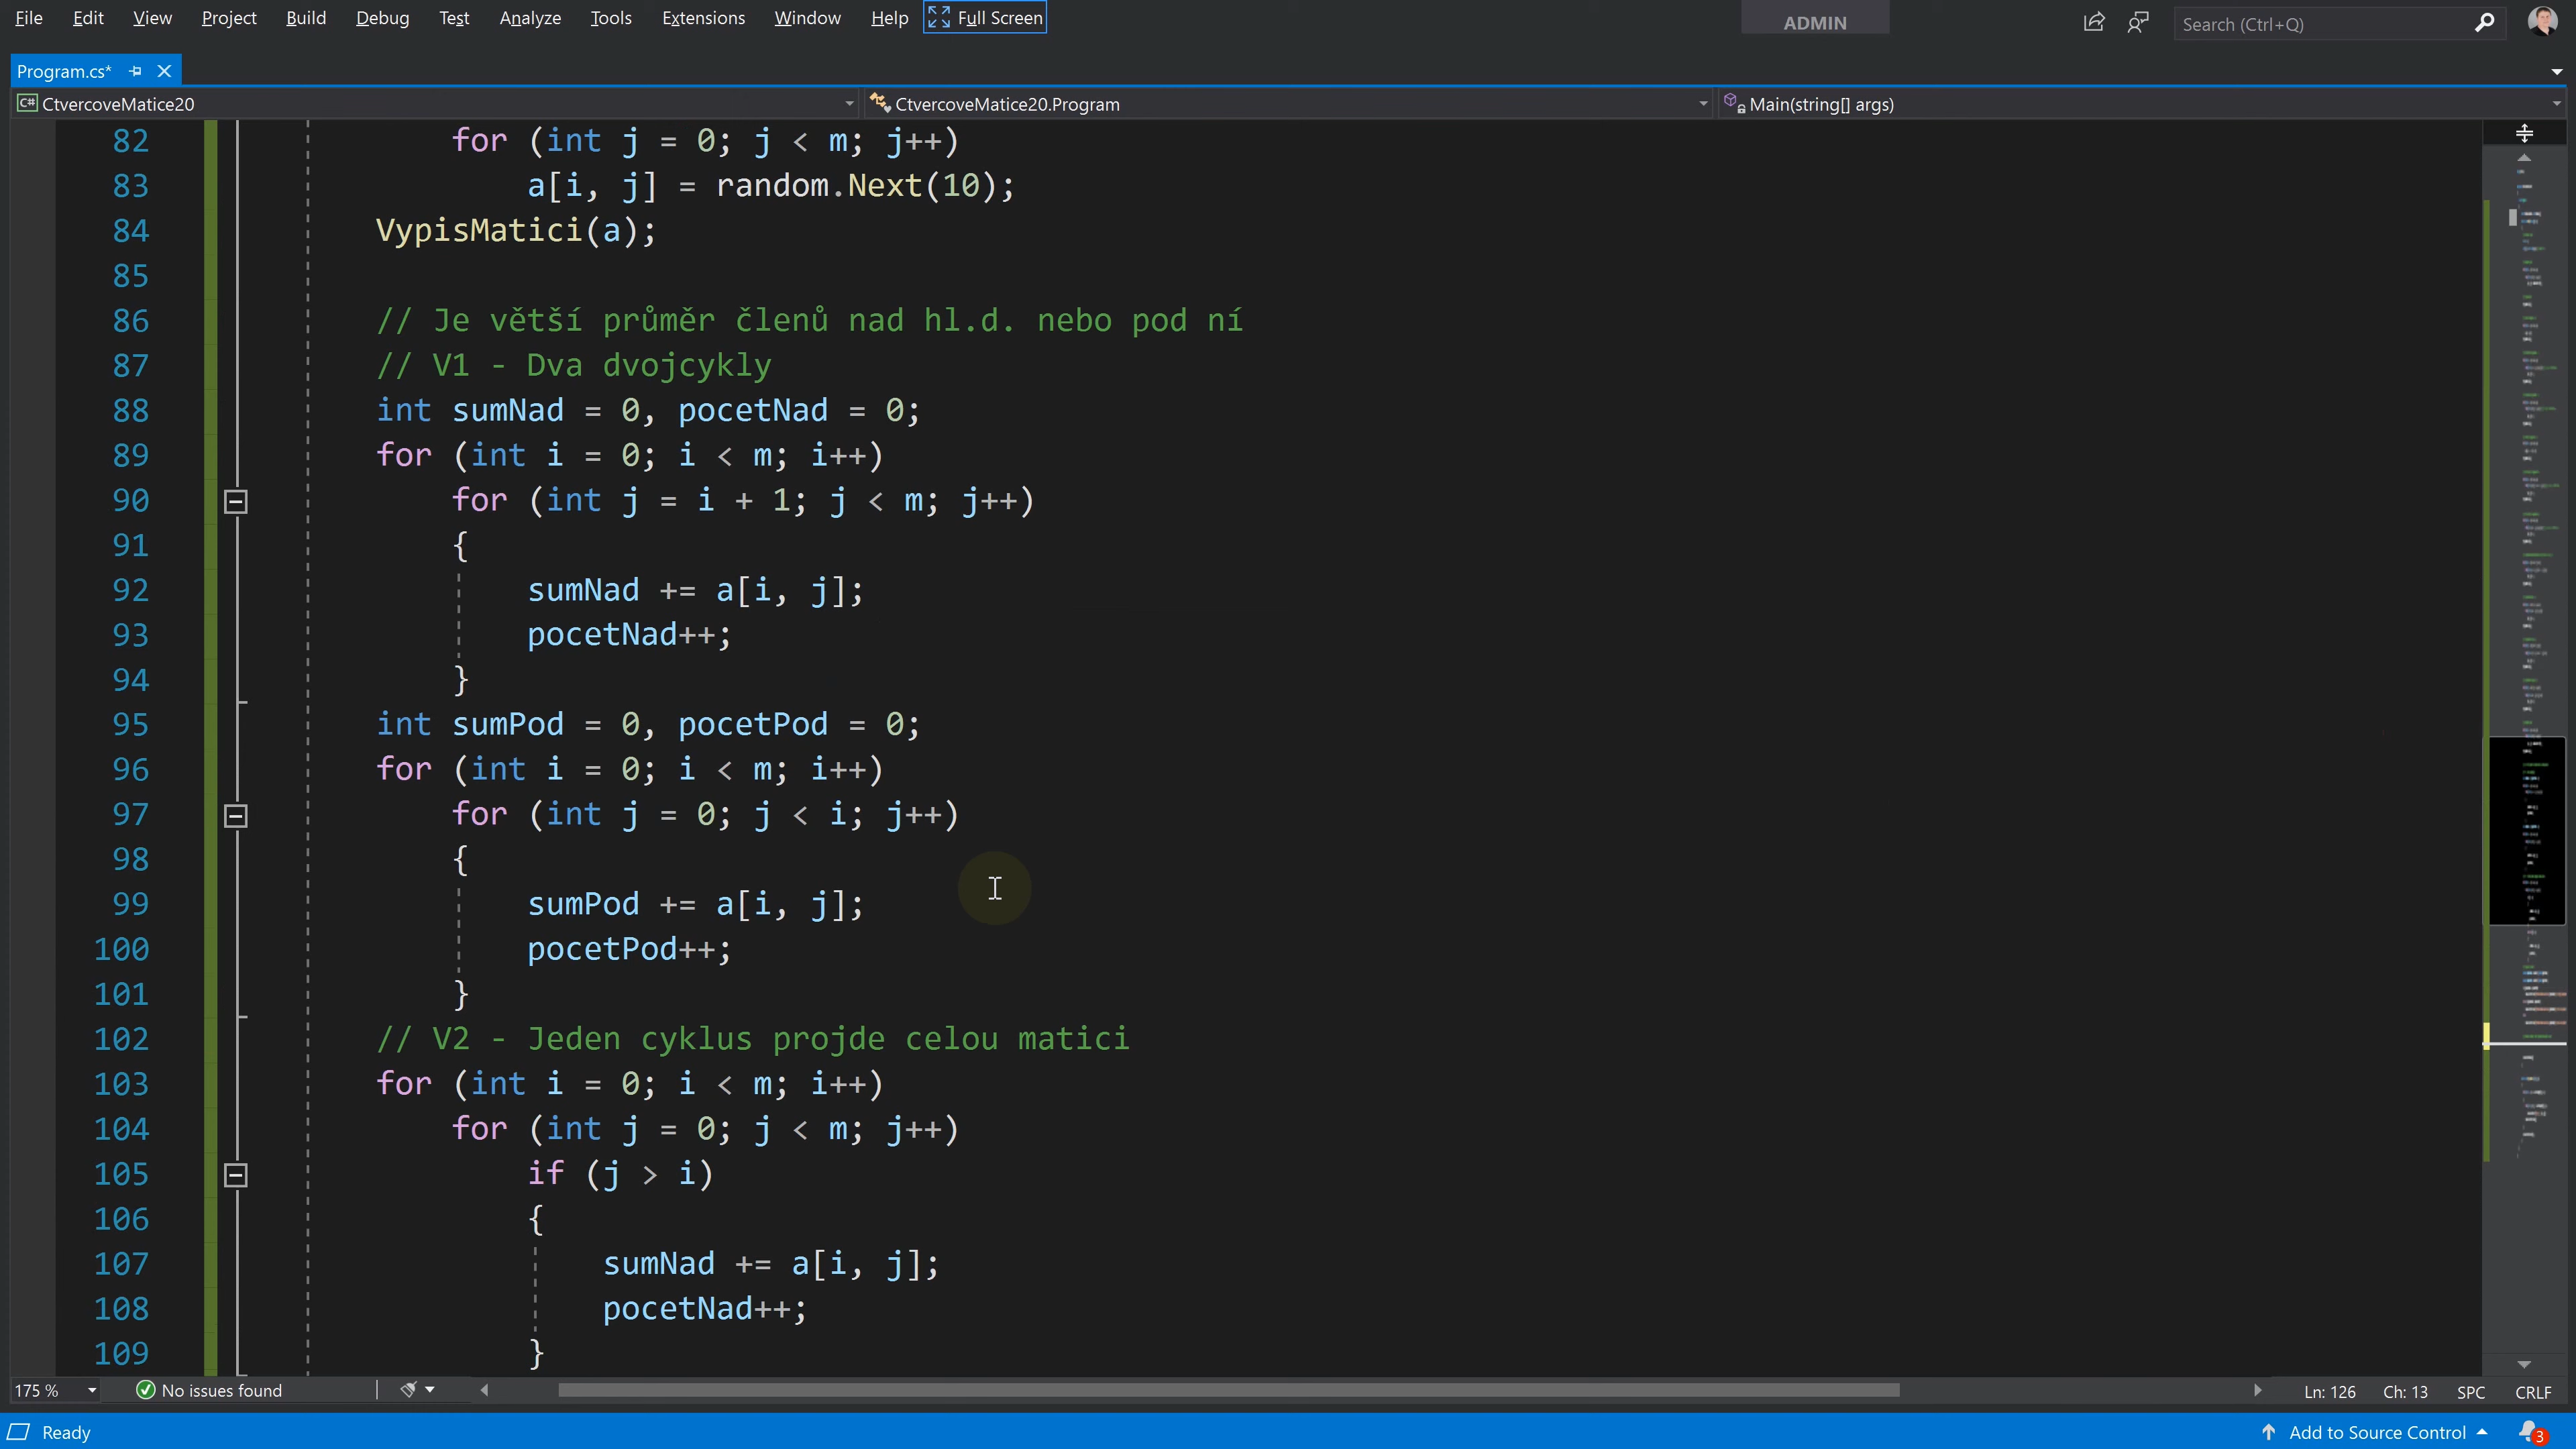 File Edit View Project Build Debug Test Analyze Tools Extensions Window Help Full Screen ADMIN Search (Ctrl+Q)
Program.cs*
C# CtvercoveMatice20 CtvercoveMatice20.Program Main(string[] args)
82 for (int j = 0; j < m; j++)
83 a[i, j] = random.Next(10);
84 VypisMatici(a);
85
86 // Je větší průměr členů nad hl.d. nebo pod ní
87 // V1 - Dva dvojcykly
88 int sumNad = 0, pocetNad = 0;
89 for (int i = 0; i < m; i++)
90 for (int j = i + 1; j < m; j++)
91 {
92 sumNad += a[i, j];
93 pocetNad++;
94 }
95 int sumPod = 0, pocetPod = 0;
96 for (int i = 0; i < m; i++)
97 for (int j = 0; j < i; j++)
98 {
99 sumPod += a[i, j];
100 pocetPod++;
101 }
102 // V2 - Jeden cyklus projde celou matici
103 for (int i = 0; i < m; i++)
104 for (int j = 0; j < m; j++)
105 if (j > i)
106 {
107 sumNad += a[i, j];
108 pocetNad++;
109 }
175 % No issues found Ln: 126 Ch: 13 SPC CRLF
Ready Add to Source Control 3